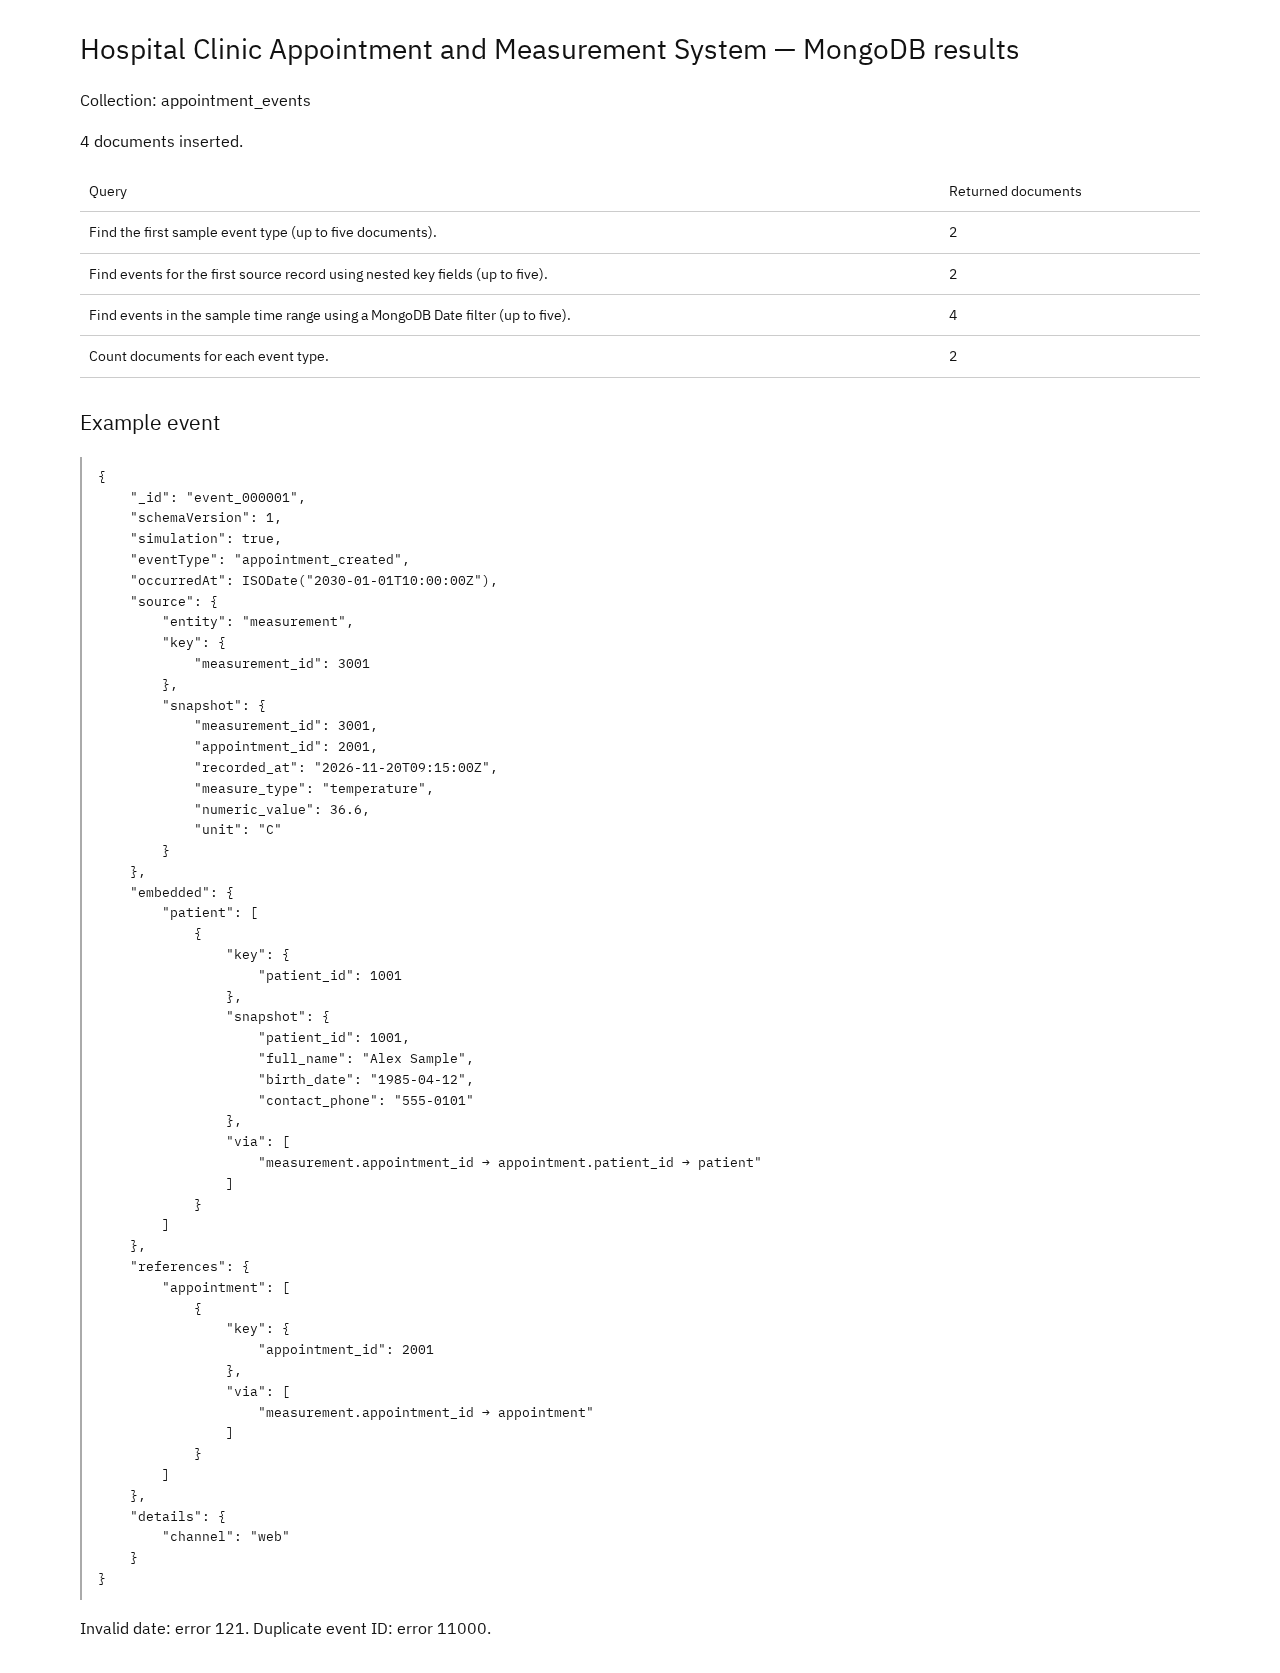 Hospital Clinic Appointment and Measurement System — MongoDB results
Collection: appointment_events
4 documents inserted.
Query Returned documents
Find the first sample event type (up to five documents). 2
Find events for the first source record using nested key fields (up to five). 2
Find events in the sample time range using a MongoDB Date filter (up to five). 4
Count documents for each event type. 2
Example event
{
    "_id": "event_000001",
    "schemaVersion": 1,
    "simulation": true,
    "eventType": "appointment_created",
    "occurredAt": ISODate("2030-01-01T10:00:00Z"),
    "source": {
        "entity": "measurement",
        "key": {
            "measurement_id": 3001
        },
        "snapshot": {
            "measurement_id": 3001,
            "appointment_id": 2001,
            "recorded_at": "2026-11-20T09:15:00Z",
            "measure_type": "temperature",
            "numeric_value": 36.6,
            "unit": "C"
        }
    },
    "embedded": {
        "patient": [
            {
                "key": {
                    "patient_id": 1001
                },
                "snapshot": {
                    "patient_id": 1001,
                    "full_name": "Alex Sample",
                    "birth_date": "1985-04-12",
                    "contact_phone": "555-0101"
                },
                "via": [
                    "measurement.appointment_id → appointment.patient_id → patient"
                ]
            }
        ]
    },
    "references": {
        "appointment": [
            {
                "key": {
                    "appointment_id": 2001
                },
                "via": [
                    "measurement.appointment_id → appointment"
                ]
            }
        ]
    },
    "details": {
        "channel": "web"
    }
}
Invalid date: error 121. Duplicate event ID: error 11000.